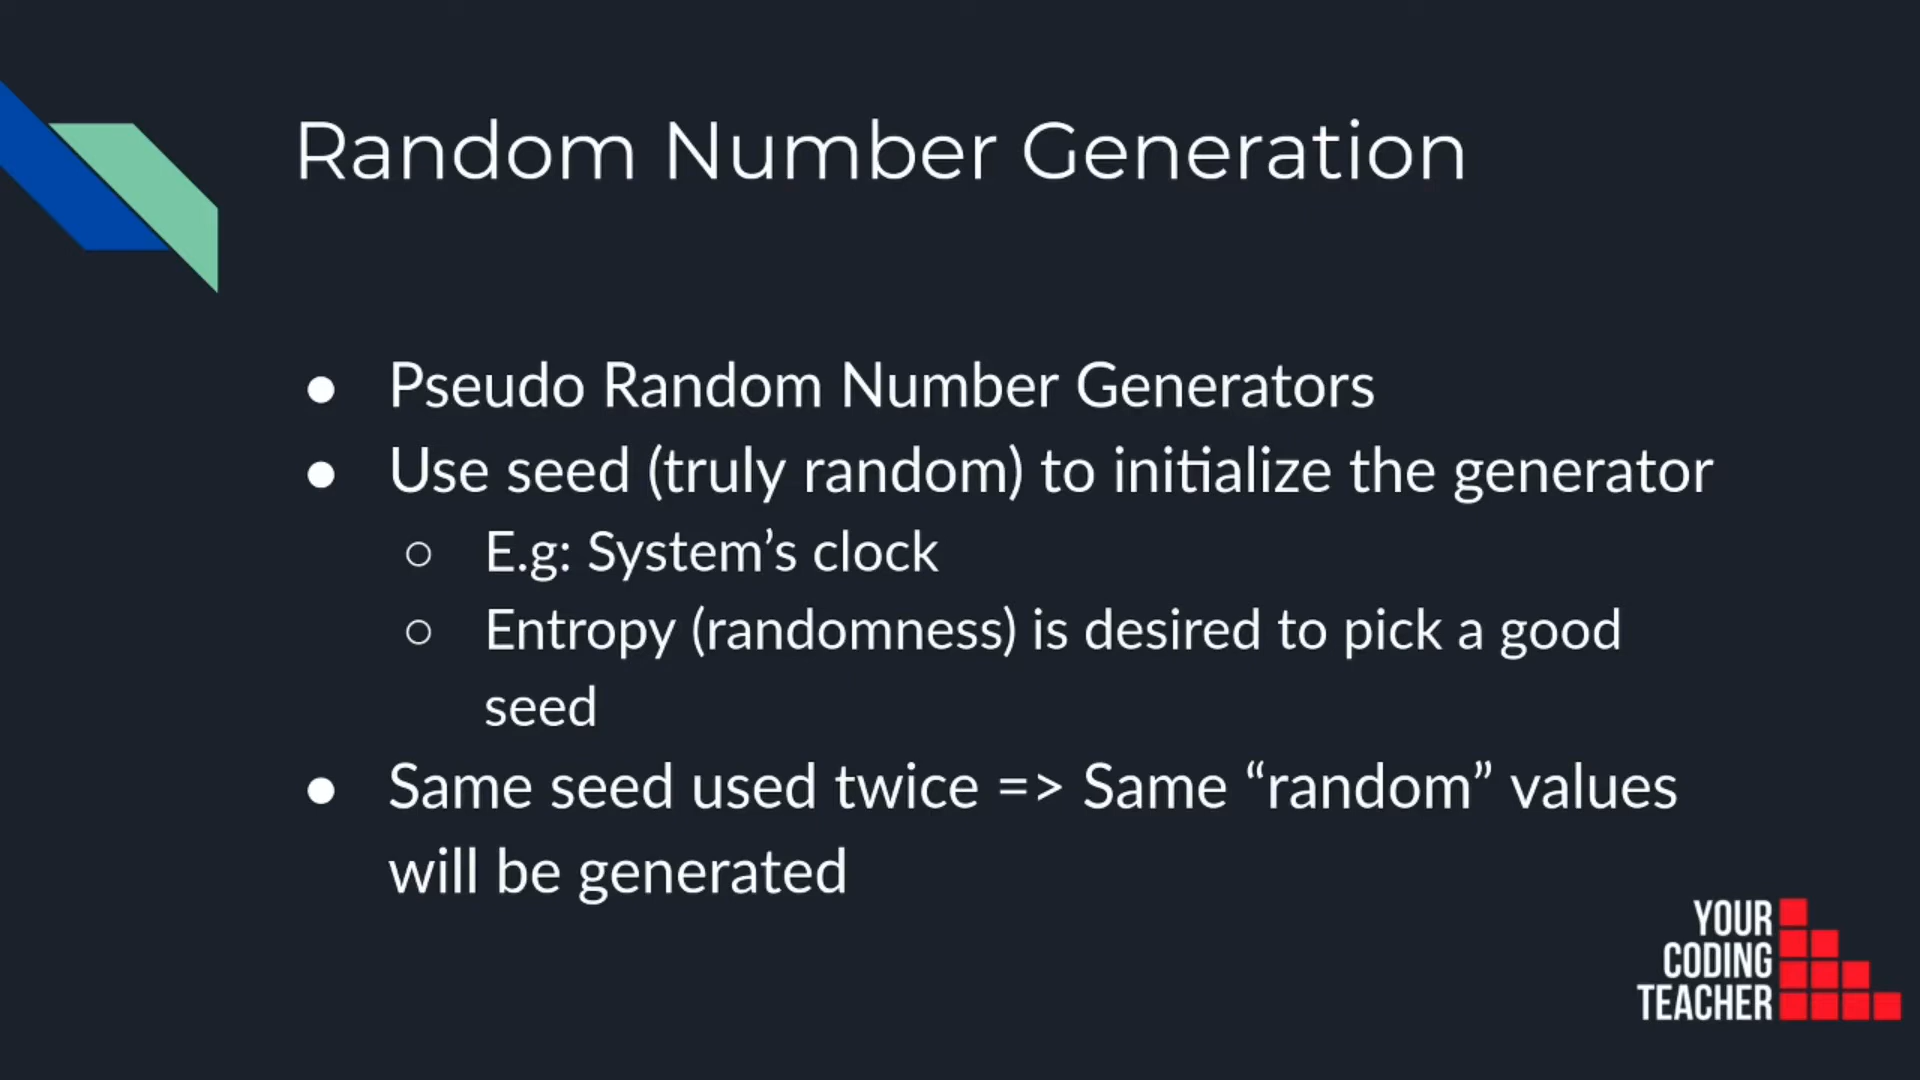 Random Number Generation
● Pseudo Random Number Generators
● Use seed (truly random) to initialize the generator
○ E.g: System’s clock
○ Entropy (randomness) is desired to pick a good
seed
● Same seed used twice => Same “random” values
will be generated
YOUR
CODING
TEACHER